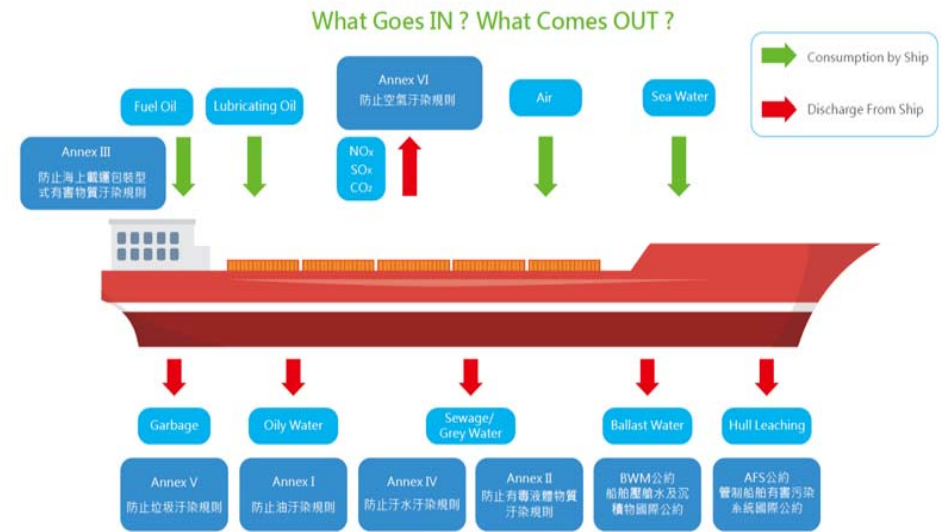 What Goes IN ? What Comes OUT ?
Consumption by Ship
Discharge From Ship
Fuel Oil
Lubricating Oil
Annex VI
防止空氣汙染規則
Air
Sea Water
Annex III
防止海上載運包裝型
式有害物質汙染規則
NOx
SOx
CO2
Garbage
Oily Water
Sewage/
Grey Water
Ballast Water
Hull Leaching
Annex V
防止垃圾汙染規則
Annex I
防止油汙染規則
Annex IV
防止汙水汙染規則
Annex II
防止有毒液體物質
汙染規則
BWM公約
船舶壓艙水及沉
積物國際公約
AFS公約
管制船舶有害污染
系統國際公約